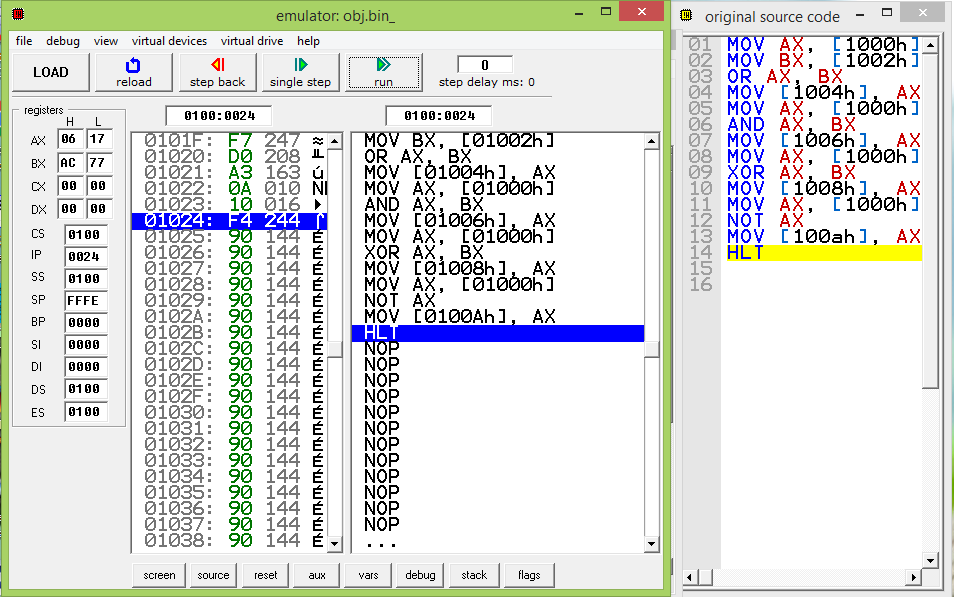 emulator: obj.bin_
file debug view virtual devices virtual drive help
LOAD reload step back single step run 0
step delay ms: 0
registers
H L
AX 06 17
BX AC 77
CX 00 00
DX 00 00
CS 0100
IP 0024
SS 0100
SP FFFE
BP 0000
SI 0000
DI 0000
DS 0100
ES 0100
0100:0024
0101F: F7 247 ≈
01020: D0 208 ╨
01021: A3 163 ú
01022: 0A 010 NI
01023: 10 016 ►
01024: F4 244 ⌠
01025: 90 144 É
01026: 90 144 É
01027: 90 144 É
01028: 90 144 É
01029: 90 144 É
0102A: 90 144 É
0102B: 90 144 É
0102C: 90 144 É
0102D: 90 144 É
0102E: 90 144 É
0102F: 90 144 É
01030: 90 144 É
01031: 90 144 É
01032: 90 144 É
01033: 90 144 É
01034: 90 144 É
01035: 90 144 É
01036: 90 144 É
01037: 90 144 É
01038: 90 144 É
0100:0024
MOV BX, [01002h]
OR AX, BX
MOV [01004h], AX
MOV AX, [01000h]
AND AX, BX
MOV [01006h], AX
MOV AX, [01000h]
XOR AX, BX
MOV [01008h], AX
MOV AX, [01000h]
NOT AX
MOV [0100Ah], AX
HLT
NOP
NOP
NOP
NOP
NOP
NOP
NOP
NOP
NOP
NOP
NOP
NOP
...
screen source reset aux vars debug stack flags
original source code
01 MOV AX, [1000h]
02 MOV BX, [1002h]
03 OR AX, BX
04 MOV [1004h], AX
05 MOV AX, [1000h]
06 AND AX, BX
07 MOV [1006h], AX
08 MOV AX, [1000h]
09 XOR AX, BX
10 MOV [1008h], AX
11 MOV AX, [1000h]
12 NOT AX
13 MOV [100ah], AX
14 HLT
15
16